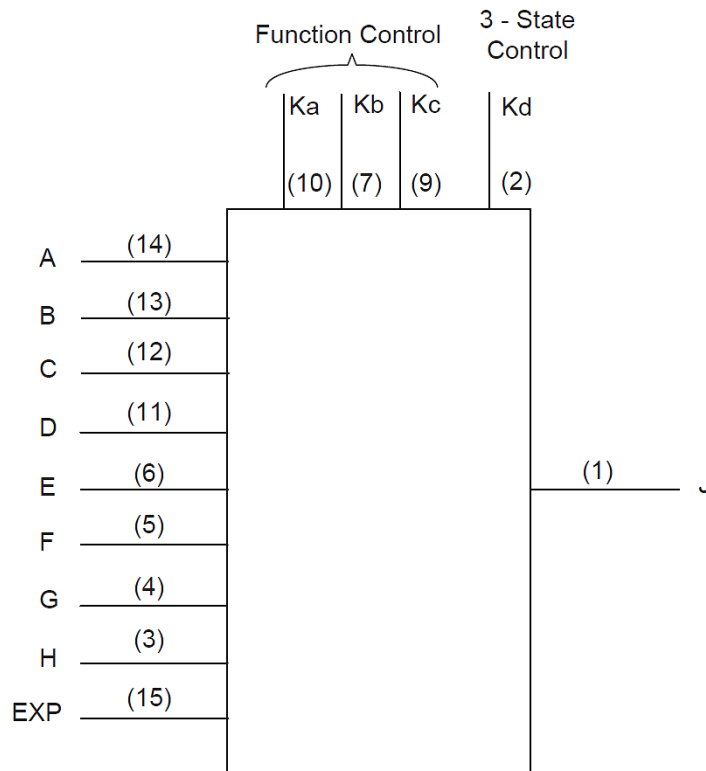 3 - State
Function Control Control
Ka Kb Kc Kd
(10) (7) (9) (2)
A (14)
B (13)
C (12)
D (11)
E (6)
(1)
F (5)
G (4)
H (3)
EXP (15)